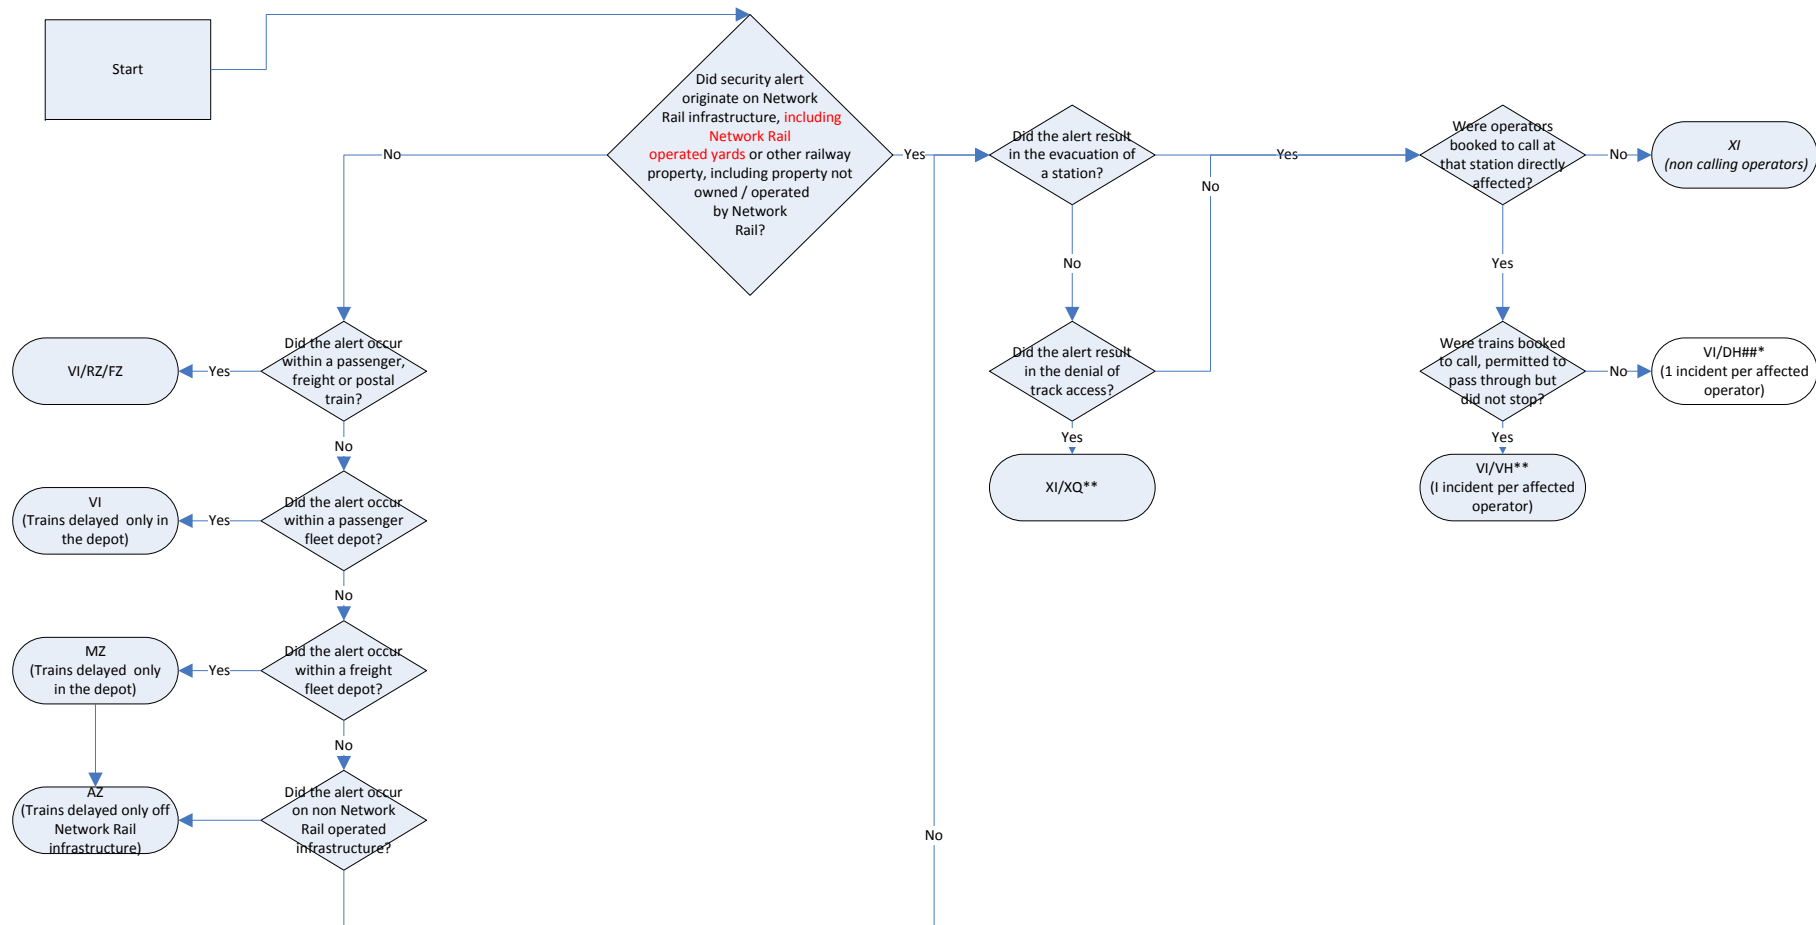 Start
Did security alert
originate on Network
Rail infrastructure, including
Network Rail
operated yards or other railway
property, including property not
owned / operated
by Network
Rail?
No
Yes
Did the alert result
in the evacuation of
a station?
Yes
No
Were operators
booked to call at
that station directly
affected?
No
XI
(non calling operators)
No
Yes
Did the alert occur
within a passenger,
freight or postal
train?
Yes
VI/RZ/FZ
Did the alert result
in the denial of
track access?
Were trains booked
to call, permitted to
pass through but
did not stop?
No
VI/DH##*
(1 incident per affected
operator)
No
Yes
Yes
XI/XQ**
VI/VH**
(I incident per affected
operator)
Did the alert occur
within a passenger
fleet depot?
Yes
VI
(Trains delayed  only in
the depot)
No
Did the alert occur
within a freight
fleet depot?
Yes
MZ
(Trains delayed  only
in the depot)
No
Did the alert occur
on non Network
Rail operated
infrastructure?
AZ
(Trains delayed only off
Network Rail
infrastructure)
No